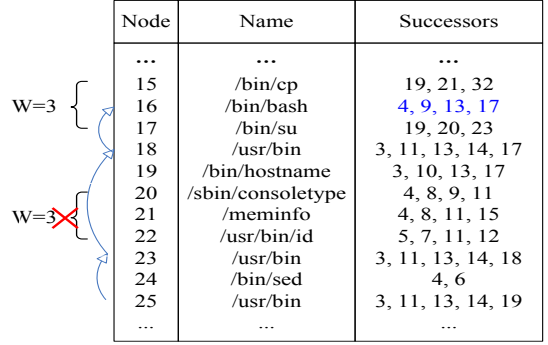 Node Name Successors
... ... ...
15 /bin/cp 19, 21, 32
W=3 16 /bin/bash 4, 9, 13, 17
17 /bin/su 19, 20, 23
18 /usr/bin 3, 11, 13, 14, 17
19 /bin/hostname 3, 10, 13, 17
20 /sbin/consoletype 4, 8, 9, 11
W=3 21 /meminfo 4, 8, 11, 15
22 /usr/bin/id 5, 7, 11, 12
23 /usr/bin 3, 11, 13, 14, 18
24 /bin/sed 4, 6
25 /usr/bin 3, 11, 13, 14, 19
... ... ...